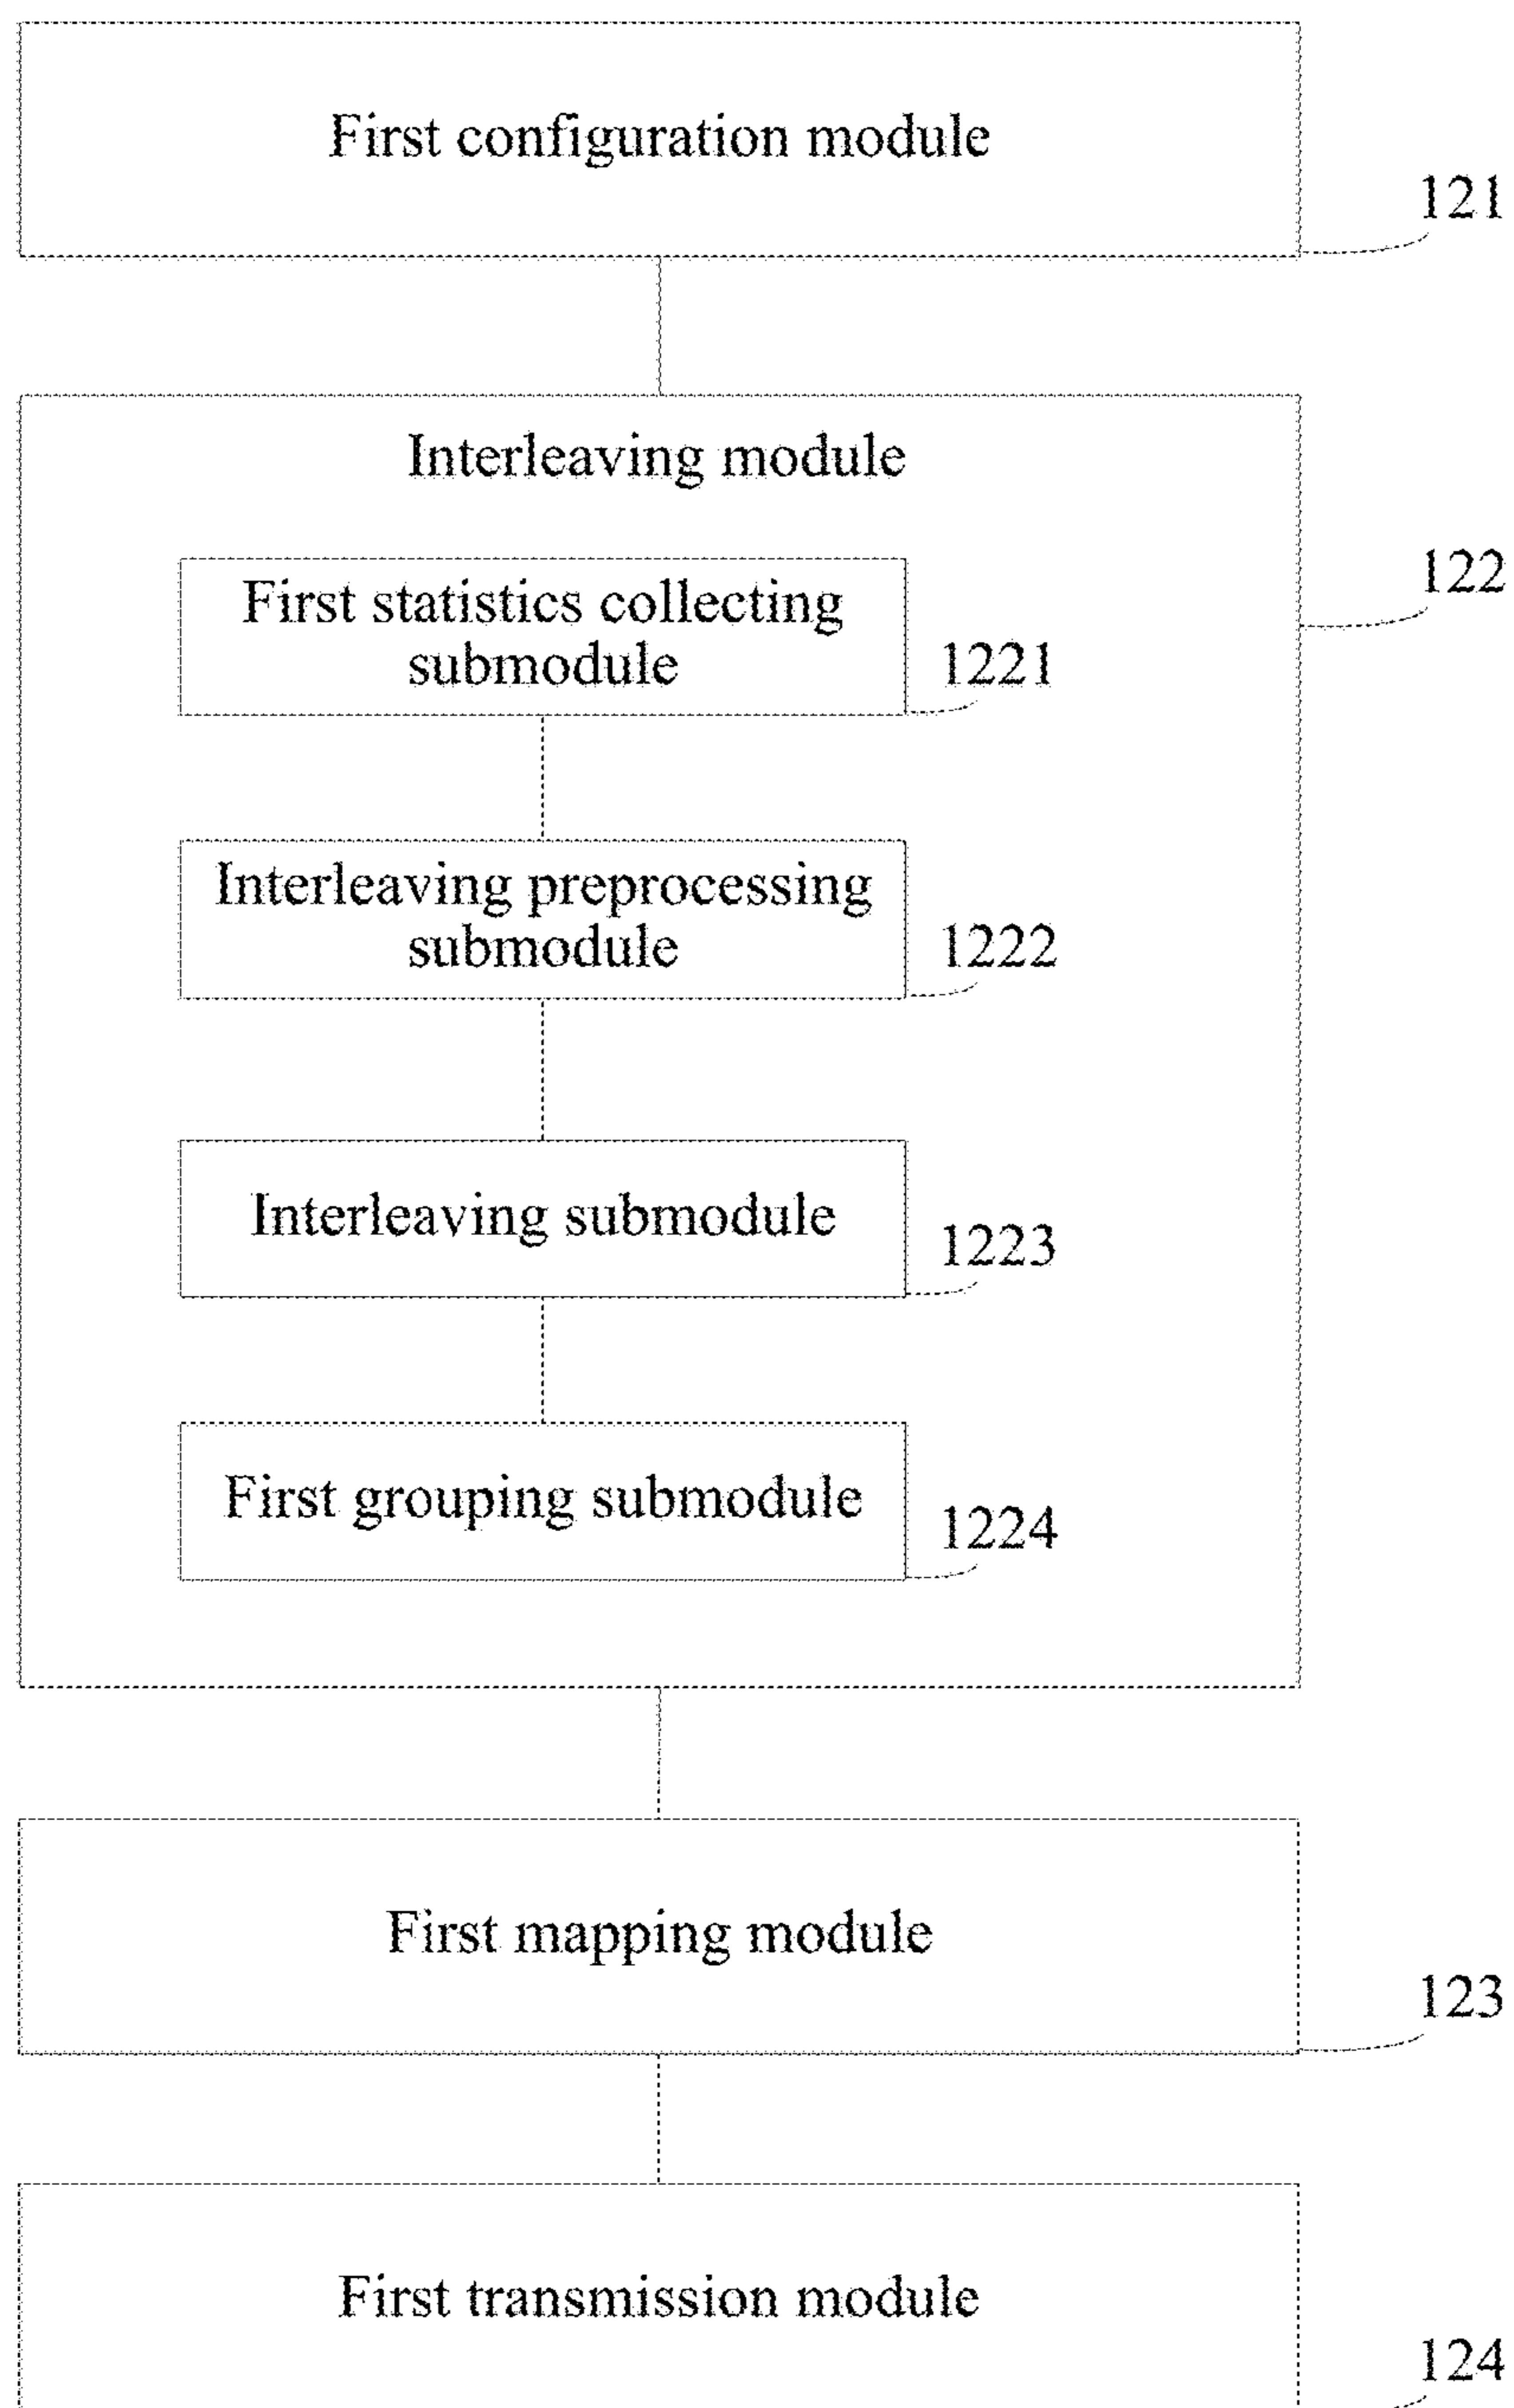 First configuration module
121
Interleaving module
122
First statistics collecting
submodule
1221
Interleaving preprocessing
submodule
1222
Interleaving submodule
1223
First grouping submodule
1224
First mapping module
123
First transmission module
124